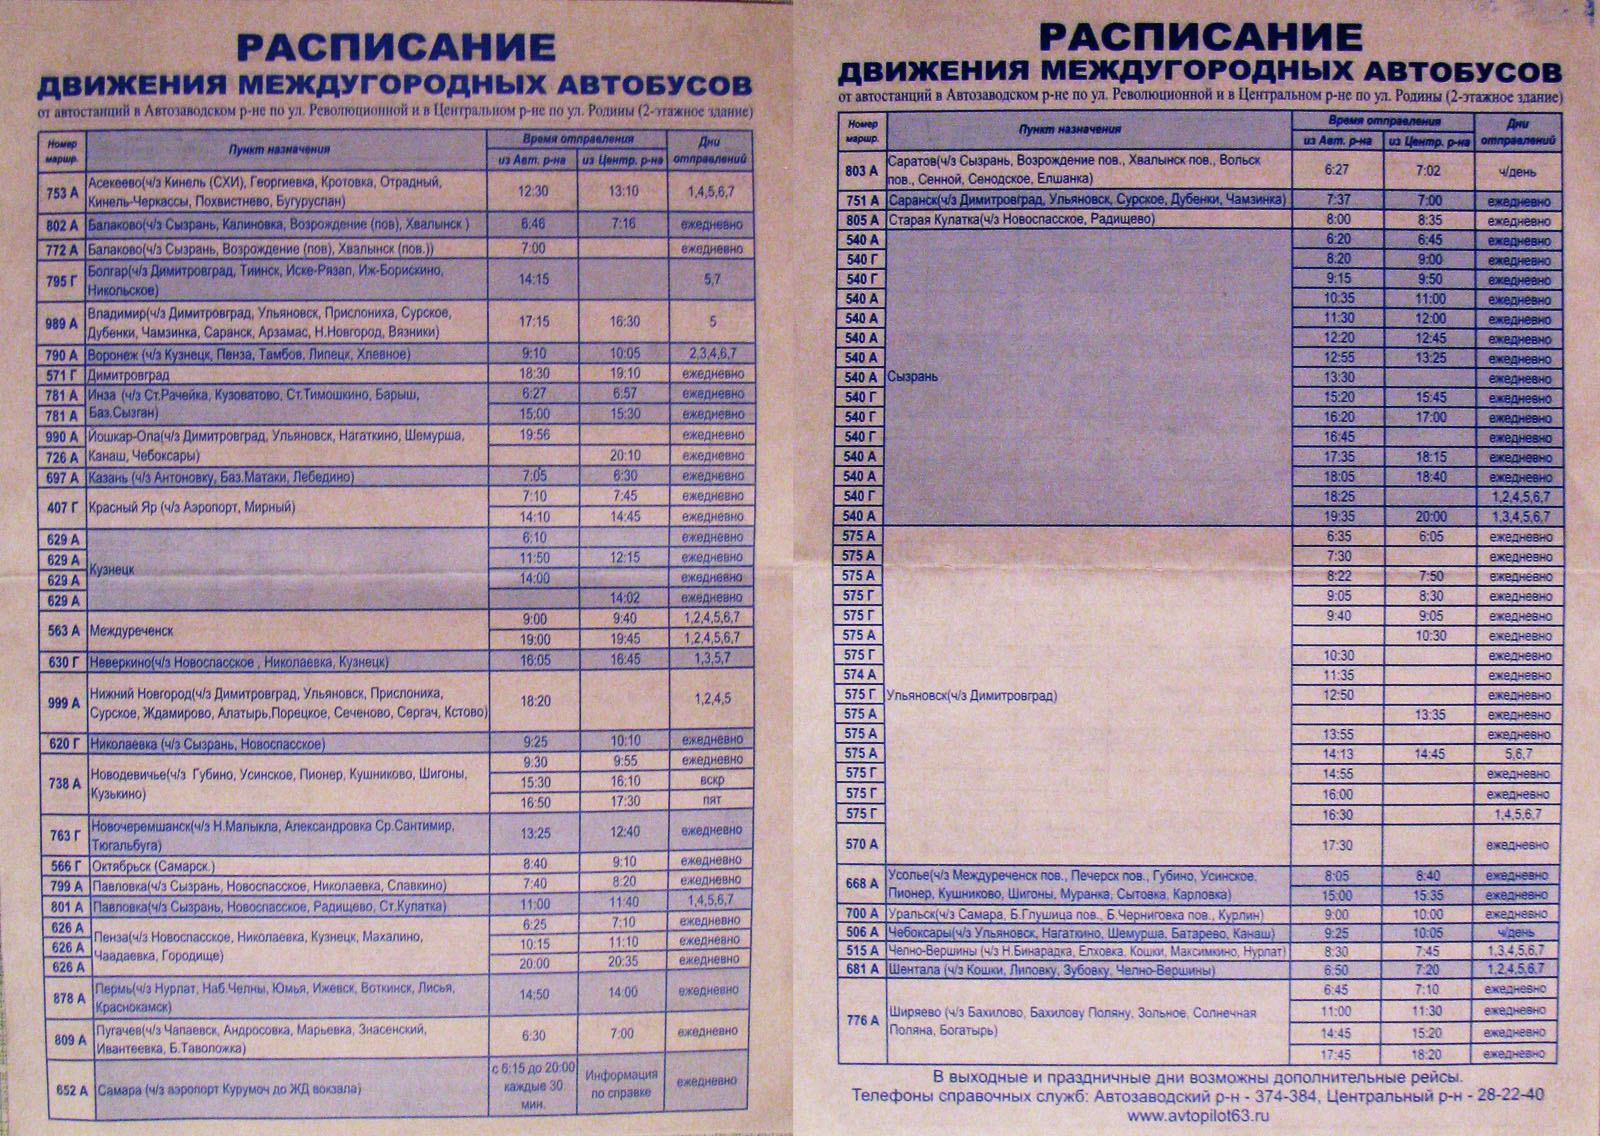 РАСПИСАНИЕ
ДВИЖЕНИЯ МЕЖДУГОРОДНЫХ АВТОБУСОВ
от автостанций в Автозаводском р-не по ул. Революционной и в Центральном р-не по ул. Родины (2-этажное здание)
Номер маршр. Пункт назначения Время отправления Дни отправлений
из Авт. р-на из Центр. р-на
753 А Асекеево(ч/з Кинель (СХИ), Георгиевка, Кротовка, Отрадный, 12:30 13:10 1,4,5,6,7
Кинель-Черкассы, Похвистнево, Бугуруслан)
802 А Балаково(ч/з Сызрань, Калиновка, Возрождение (пов), Хвалынск ) 6:46 7:16 ежедневно
772 А Балаково(ч/з Сызрань, Возрождение (пов), Хвалынск (пов.)) 7:00 ежедневно
795 Г Болгар(ч/з Димитровград, Тиинск, Иске-Рязап, Иж-Борискино, 14:15 5,7
Никольское)
989 А Владимир(ч/з Димитровград, Ульяновск, Прислониха, Сурское, 17:15 16:30 5
Дубенки, Чамзинка, Саранск, Арзамас, Н.Новгород, Вязники)
790 А Воронеж (ч/з Кузнецк, Пенза, Тамбов, Липецк, Хлевное) 9:10 10:05 2,3,4,6,7
571 Г Димитровград 18:30 19:10 ежедневно
781 А Инза (ч/з Ст.Рачейка, Кузоватово, Ст.Тимошкино, Барыш, 6:27 6:57 ежедневно
781 А Баз.Сызган) 15:00 15:30 ежедневно
990 А Йошкар-Ола(ч/з Димитровград, Ульяновск, Нагаткино, Шемурша, 19:56 ежедневно
726 А Канаш, Чебоксары) 20:10 ежедневно
697 А Казань (ч/з Антоновку, Баз.Матаки, Лебедино) 7:05 6:30 ежедневно
407 Г Красный Яр (ч/з Аэропорт, Мирный) 7:10 7:45 ежедневно
14:10 14:45 ежедневно
629 А Кузнецк 6:10 ежедневно
629 А 11:50 12:15 ежедневно
629 А 14:00 ежедневно
629 А 14:02 ежедневно
563 А Междуреченск 9:00 9:40 1,2,4,5,6,7
19:00 19:45 1,2,4,5,6,7
630 Г Неверкино(ч/з Новоспасское , Николаевка, Кузнецк) 16:05 16:45 1,3,5,7
999 А Нижний Новгород(ч/з Димитровград, Ульяновск, Прислониха, 18:20 1,2,4,5
Сурское, Ждамирово, Алатырь,Порецкое, Сеченово, Сергач, Кстово)
620 Г Николаевка (ч/з Сызрань, Новоспасское) 9:25 10:10 ежедневно
738 А Новодевичье(ч/з Губино, Усинское, Пионер, Кушниково, Шигоны, 9:30 9:55 ежедневно
Кузькино) 15:30 16:10 вскр
16:50 17:30 пят
763 Г Новочеремшанск(ч/з Н.Малыкла, Александровка Ср.Сантимир, 13:25 12:40 ежедневно
Тюгальбуга)
566 Г Октябрьск (Самарск.) 8:40 9:10 ежедневно
799 А Павловка(ч/з Сызрань, Новоспасское, Николаевка, Славкино) 7:40 8:20 ежедневно
801 А Павловка(ч/з Сызрань, Новоспасское, Радищево, Ст.Кулатка) 11:00 11:40 1,4,5,6,7
626 А Пенза(ч/з Новоспасское, Николаевка, Кузнецк, Махалино, 6:25 7:10 ежедневно
626 А Чаадаевка, Городище) 10:15 11:10 ежедневно
626 А 20:00 20:35 ежедневно
878 А Пермь(ч/з Нурлат, Наб.Челны, Юмья, Ижевск, Воткинск, Лисья, 14:50 14:00 ежедневно
Краснокамск)
809 А Пугачев(ч/з Чапаевск, Андросовка, Марьевка, Знасенский, 6:30 7:00 ежедневно
Ивантеевка, Б.Таволожка)
652 А Самара (ч/з аэропорт Курумоч до ЖД вокзала) с 6:15 до 20:00 каждые 30 мин. Информация по справке ежедневно
РАСПИСАНИЕ
ДВИЖЕНИЯ МЕЖДУГОРОДНЫХ АВТОБУСОВ
от автостанций в Автозаводском р-не по ул. Революционной и в Центральном р-не по ул. Родины (2-этажное здание)
Номер маршр. Пункт назначения Время отправления Дни отправлений
из Авт. р-на из Центр. р-на
803 А Саратов(ч/з Сызрань, Возрождение пов., Хвалынск пов., Вольск 6:27 7:02 ч/день
пов., Сенной, Сенодское, Елшанка)
751 А Саранск(ч/з Димитровград, Ульяновск, Сурское, Дубенки, Чамзинка) 7:37 7:00 ежедневно
805 А Старая Кулатка(ч/з Новоспасское, Радищево) 8:00 8:35 ежедневно
540 А 6:20 6:45 ежедневно
540 Г 8:20 9:00 ежедневно
540 Г 9:15 9:50 ежедневно
540 А 10:35 11:00 ежедневно
540 А 11:30 12:00 ежедневно
540 А 12:20 12:45 ежедневно
540 А 12:55 13:25 ежедневно
540 А Сызрань 13:30 ежедневно
540 Г 15:20 15:45 ежедневно
540 Г 16:20 17:00 ежедневно
540 Г 16:45 ежедневно
540 А 17:35 18:15 ежедневно
540 А 18:05 18:40 ежедневно
540 Г 18:25 1,2,4,5,6,7
540 А 19:35 20:00 1,3,4,5,6,7
575 А 6:35 6:05 ежедневно
575 А 7:30 ежедневно
575 А 8:22 7:50 ежедневно
575 Г 9:05 8:30 ежедневно
575 Г 9:40 9:05 ежедневно
575 А 10:30 ежедневно
575 Г 10:30 ежедневно
574 А 11:35 ежедневно
575 Г Ульяновск(ч/з Димитровград) 12:50 ежедневно
575 А 13:35 ежедневно
575 А 13:55 ежедневно
575 А 14:13 14:45 5,6,7
575 Г 14:55 ежедневно
575 Г 16:00 ежедневно
575 Г 16:30 1,4,5,6,7
570 А 17:30 ежедневно
668 А Усолье(ч/з Междуреченск пов., Печерск пов., Губино, Усинское, 8:05 8:40 ежедневно
Пионер, Кушниково, Шигоны, Муранка, Сытовка, Карловка) 15:00 15:35 ежедневно
700 А Уральск(ч/з Самара, Б.Глушица пов., Б.Черниговка пов., Курлин) 9:00 10:00 ежедневно
506 А Чебоксары(ч/з Ульяновск, Нагаткино, Шемурша, Батарево, Канаш) 9:25 10:05 ч/день
515 А Челно-Вершины (ч/з Н.Бинарадка, Елховка, Кошки, Максимкино, Нурлат) 8:30 7:45 1,3,4,5,6,7
681 А Шентала (ч/з Кошки, Липовку, Зубовку, Челно-Вершины) 6:50 7:20 1,2,4,5,6,7
776 А Ширяево (ч/з Бахилово, Бахилову Поляну, Зольное, Солнечная 6:45 7:10 ежедневно
Поляна, Богатырь) 11:00 11:30 ежедневно
14:45 15:20 ежедневно
17:45 18:20 ежедневно
В выходные и праздничные дни возможны дополнительные рейсы.
Телефоны справочных служб: Автозаводский р-н - 374-384, Центральный р-н - 28-22-40
www.avtopilot63.ru